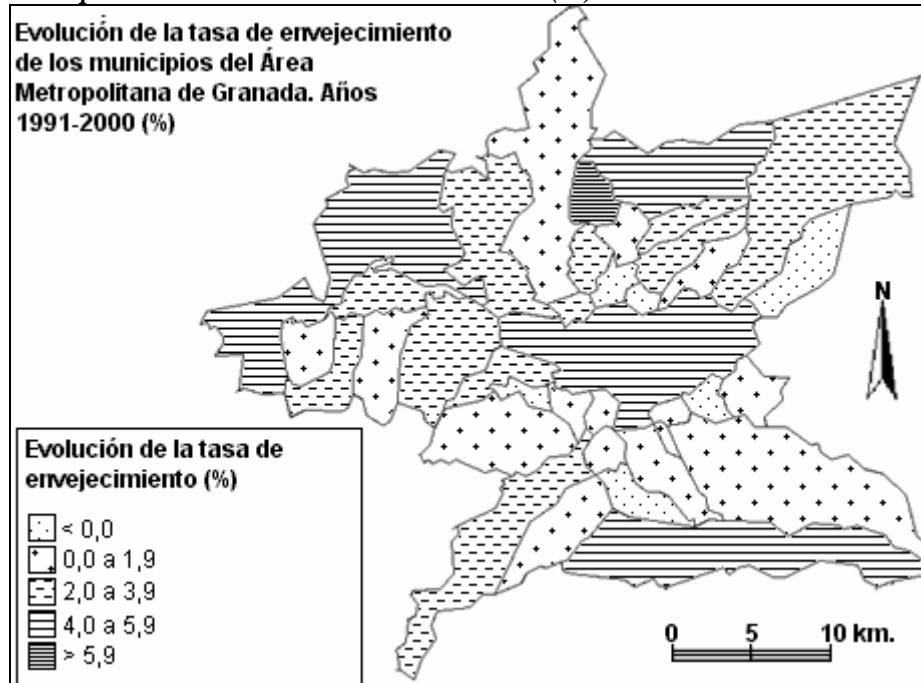 Evolución de la tasa de envejecimiento
de los municipios del Área
Metropolitana de Granada. Años
1991-2000 (%)
N
Evolución de la tasa de
envejecimiento (%)
< 0,0
0,0 a 1,9
2,0 a 3,9
4,0 a 5,9
> 5,9
0 5 10 km.